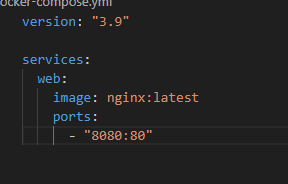 ocker-compose.yml
version: "3.9"
services:
web:
image: nginx:latest
ports:
- "8080:80"